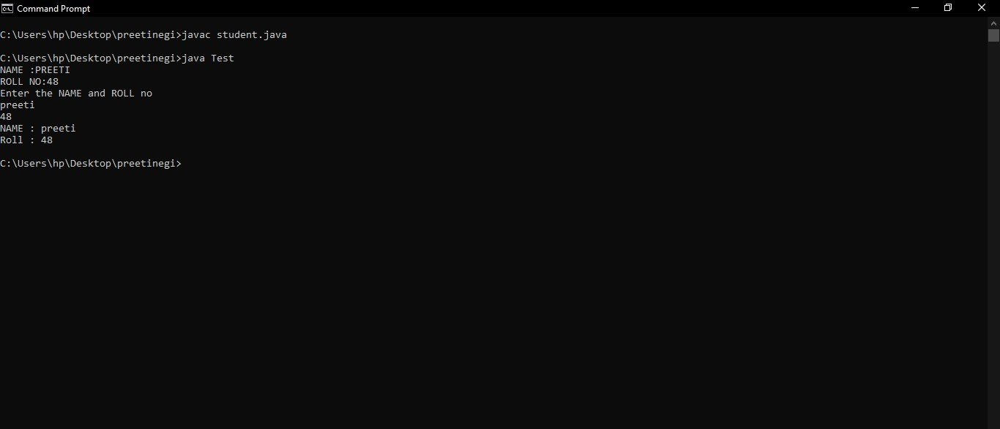 Command Prompt
C:\Users\hp\Desktop\preetinegi>javac student.java
C:\Users\hp\Desktop\preetinegi>java Test
NAME :PREETI
ROLL NO:48
Enter the NAME and ROLL no
preeti
48
NAME : preeti
Roll : 48
C:\Users\hp\Desktop\preetinegi>